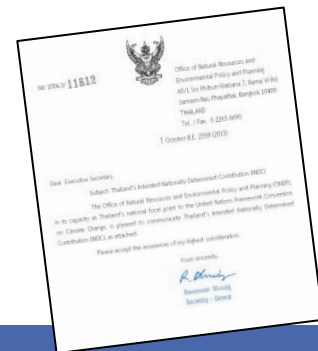 No. 1006.3/ 11812
Office of Natural Resources and
Environmental Policy and Planning
60/1 Soi Phibun Wattana 7, Rama VI Rd.
Samsen Nai, Phayathai, Bangkok 10400
THAILAND
Tel. / Fax. 0 2265 6690
1 October B.E. 2558 (2015)
Dear Executive Secretary,
Subject: Thailand's Intended Nationally Determined Contribution (INDC)
The Office of Natural Resources and Environmental Policy and Planning (ONEP),
in its capacity as Thailand's national focal point to the United Nations Framework Convention
on Climate Change, is pleased to communicate Thailand's Intended Nationally Determined
Contribution (INDC), as attached.
Please accept the assurances of my highest consideration.
Yours sincerely,
Secretary - General